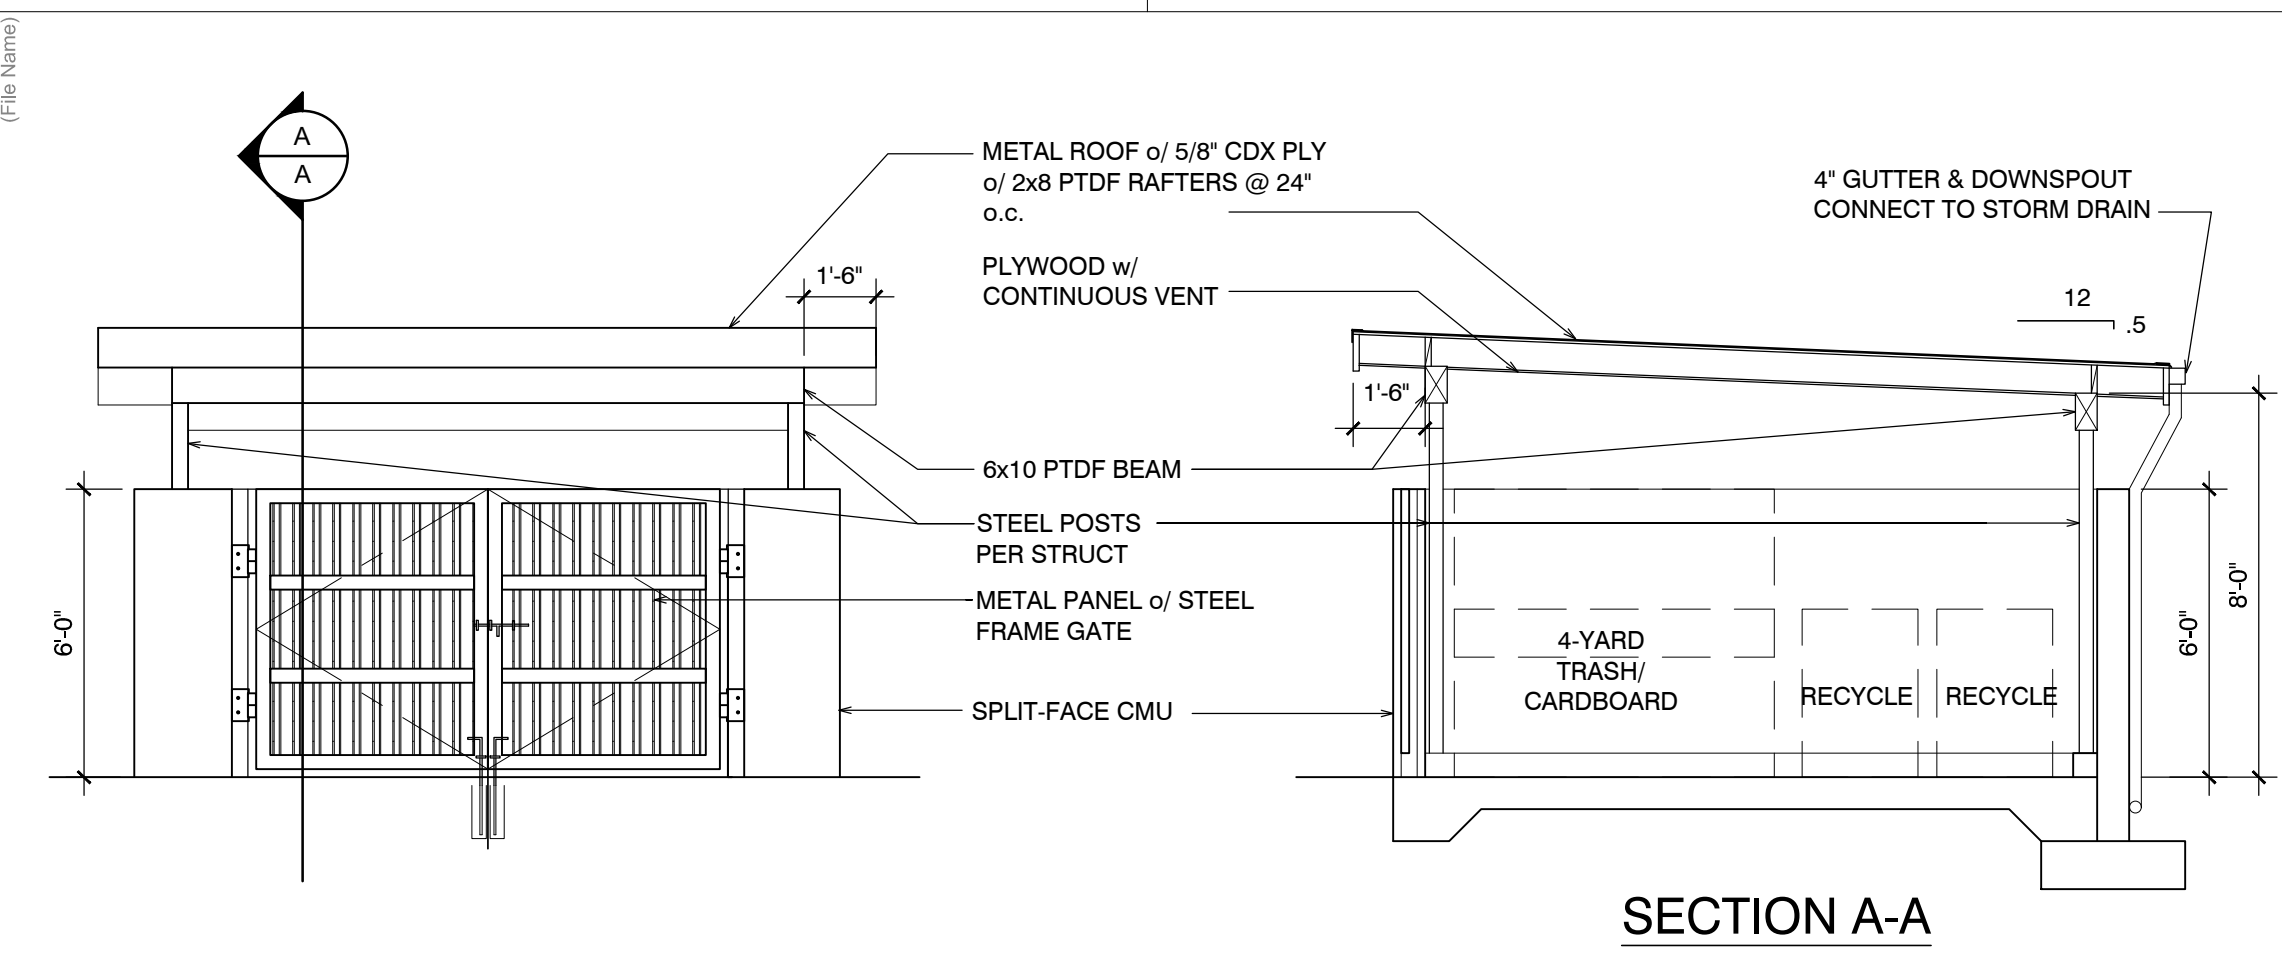 (File Name)
A
A
METAL ROOF o/ 5/8" CDX PLY
o/ 2x8 PTDF RAFTERS @ 24"
o.c.
4" GUTTER & DOWNSPOUT
CONNECT TO STORM DRAIN
1'-6"
PLYWOOD w/
CONTINUOUS VENT
12
.5
1'-6"
6x10 PTDF BEAM
STEEL POSTS
PER STRUCT
METAL PANEL o/ STEEL
FRAME GATE
SPLIT-FACE CMU
6'-0"
4-YARD
TRASH/
CARDBOARD
RECYCLE
RECYCLE
6'-0"
8'-0"
SECTION A-A